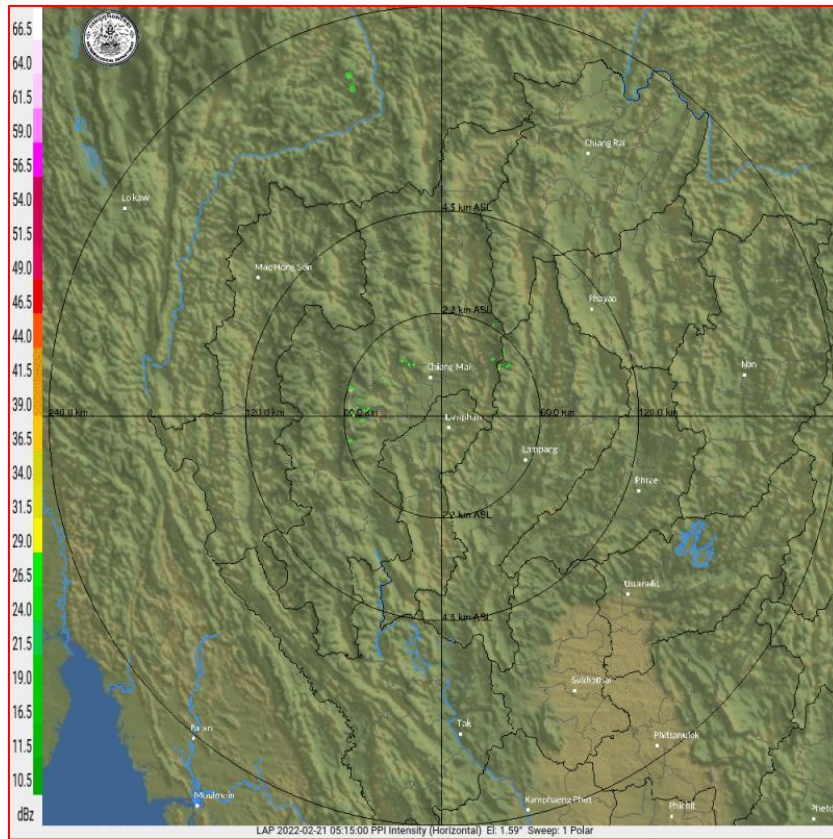 66.5
64.0
61.5
59.0
56.5
54.0
51.5
49.0
46.5
44.0
41.5
39.0
36.5
34.0
31.5
29.0
26.5
24.0
21.5
19.0
16.5
11.5
10.5
dBz
Chiang Rai
Loikaw
4.5 km ASL
Mae Hong Son
Phayao
2.2 km ASL
Nan
Chiang Mai
240.0 km
120.0 km
60.0 km
60.0 km
120.0 km
Lamphun
Lampang
Phrae
2.2 km ASL
Uttaradit
4.5 km ASL
Sukhothai
Tak
Pa-an
Phitsanulok
Moulmein
Kamphaeng Phet
Phichit
Phetc
LAP 2022-02-21 05:15:00 PPI Intensity (Horizontal) El: 1.59° Sweep: 1 Polar